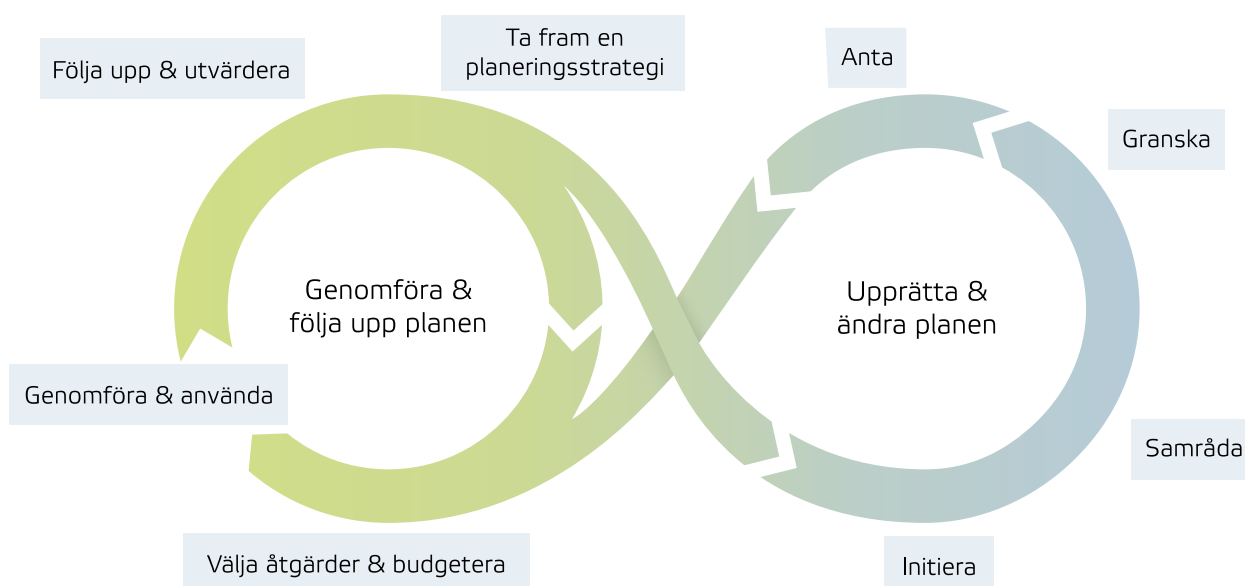 Ta fram en
planeringsstrategi
Följa upp & utvärdera
Anta
Granska
Genomföra &
följa upp planen
Upprätta &
ändra planen
Genomföra & använda
Samråda
Välja åtgärder & budgetera
Initiera